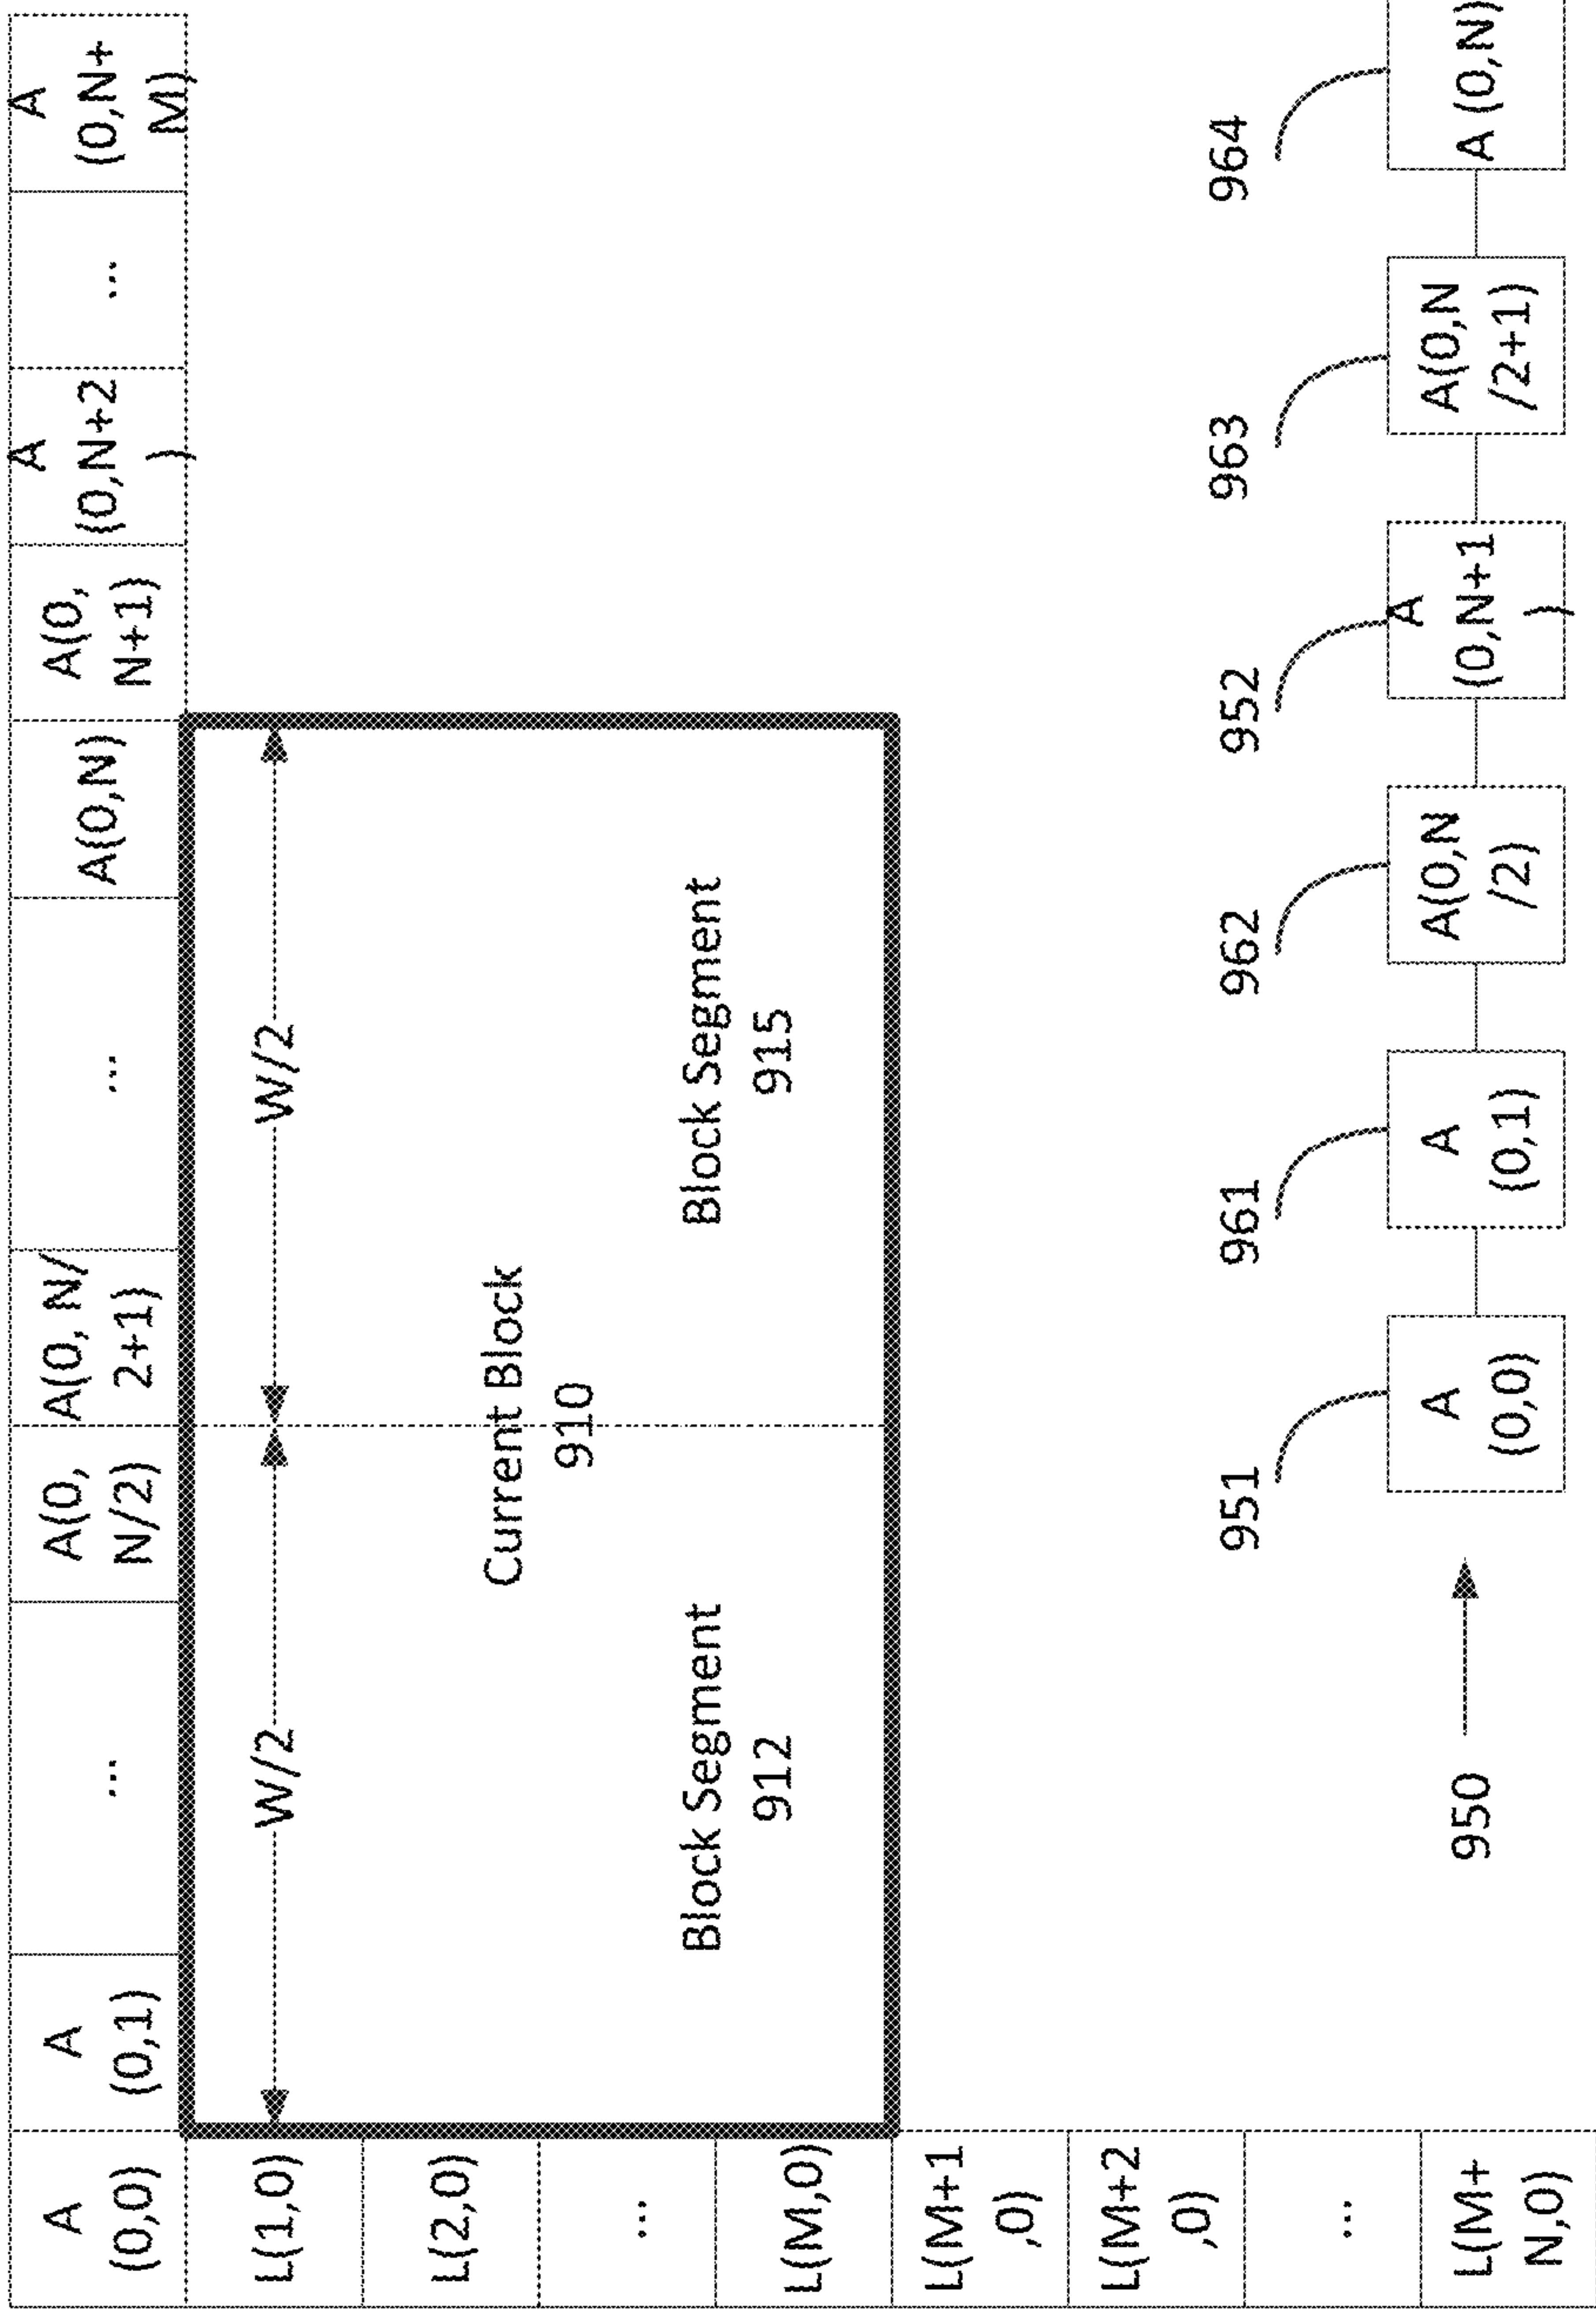 A
(0,0)
A
(0,1)
...
A(0,
N/2)
A(0, N/
2+1)
...
A(0,N)
A(0,
N+1)
A
(0,N+2
)
...
A
(0,N+
M)
L(1,0)
L(2,0)
...
L(M,0)
L(M+1
,0)
L(M+2
,0)
...
L(M+
N,0)
W/2
W/2
Current Block
910
Block Segment
912
Block Segment
915
950
951
961
962
952
963
964
A
(0,0)
A
(0,1)
A(0,N
/2)
A
(0,N+1
)
A(0,N
/2+1)
A (0,N)